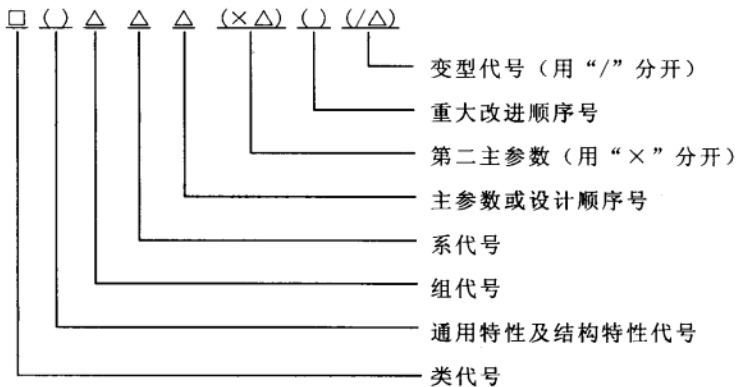 □ ( ) △ △ △ (×△) ( ) (/△)
变型代号（用“/”分开）
重大改进顺序号
第二主参数（用“×”分开）
主参数或设计顺序号
系代号
组代号
通用特性及结构特性代号
类代号